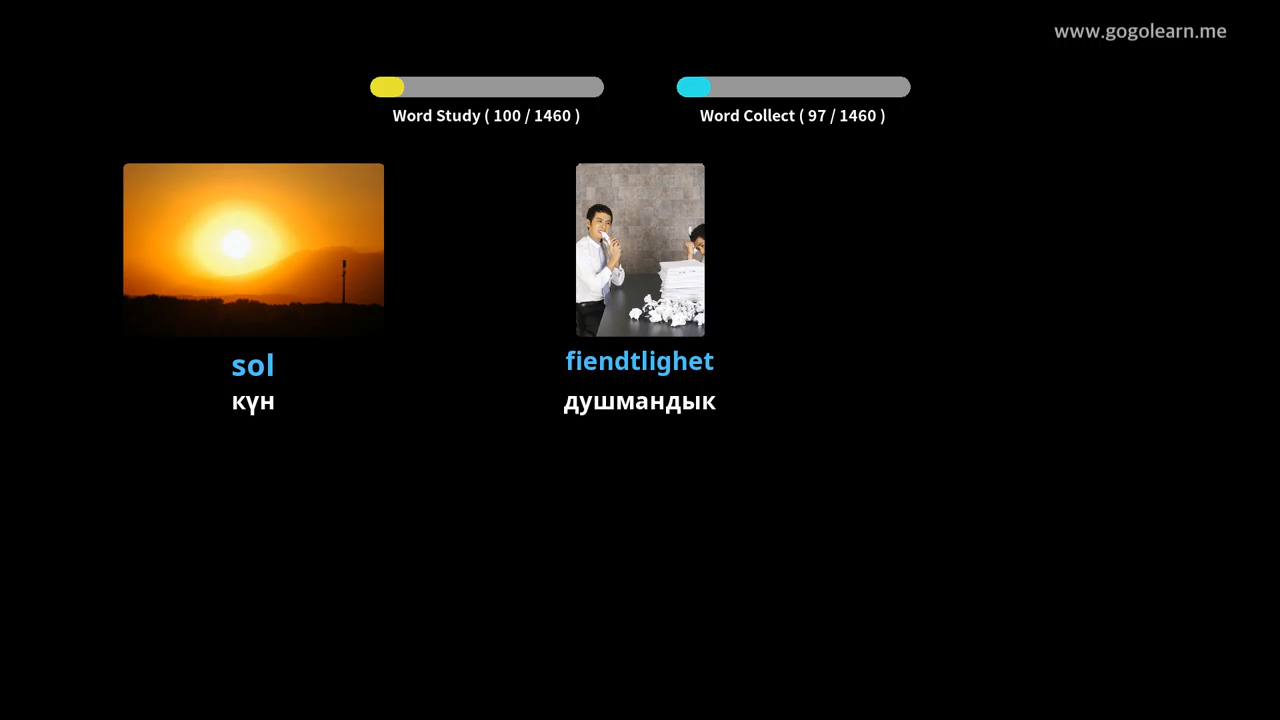 www.gogolearn.me
Word Study ( 100 / 1460 )
Word Collect ( 97 / 1460 )
sol
күн
fiendtlighet
душмандык